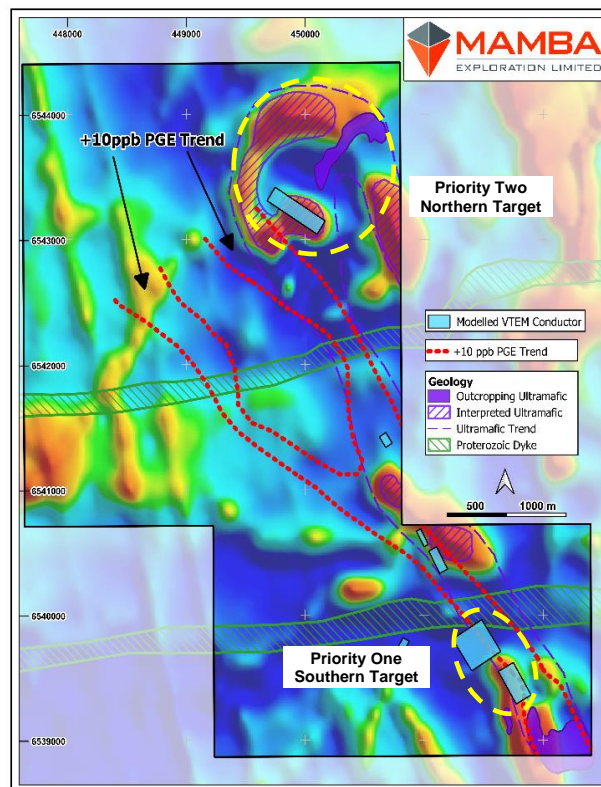 448000
449000
450000
MAMBA
EXPLORATION LIMITED
6544000
+10ppb PGE Trend
Priority Two
Northern Target
6543000
Modelled VTEM Conductor
+10 ppb PGE Trend
Geology
Outcropping Ultramafic
Interpreted Ultramafic
Ultramafic Trend
Proterozoic Dyke
6542000
6541000
500
1000 m
6540000
Priority One
Southern Target
6539000